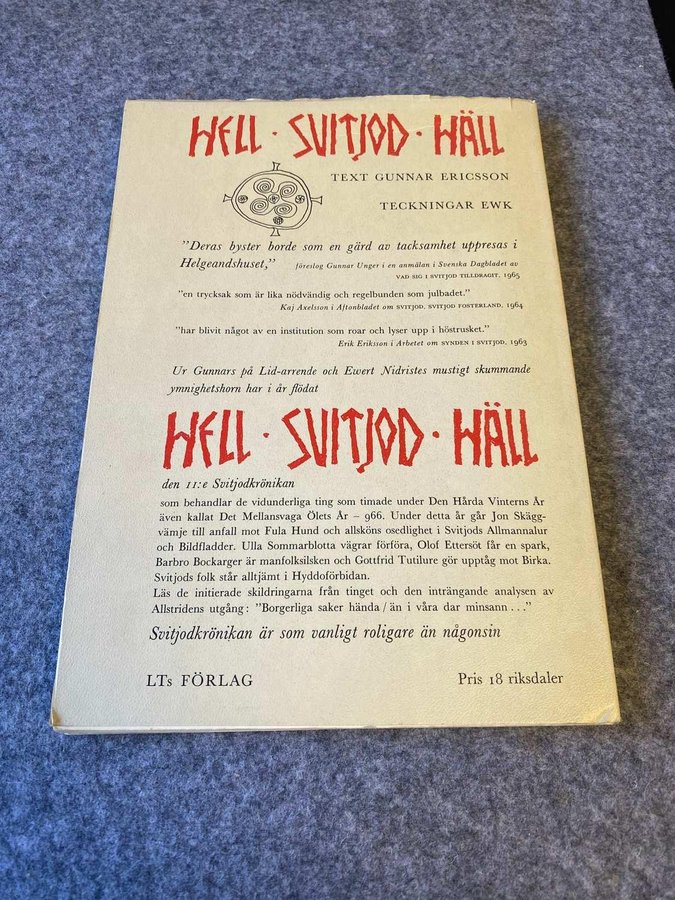 HELL · SVITJOD · HÄLL
TEXT GUNNAR ERICSSON
TECKNINGAR EWK
”Deras byster borde som en gärd av tacksamhet uppresas i
Helgeandshuset,” föreslog Gunnar Unger i en anmälan i Svenska Dagbladet av
VAD SIG I SVITJOD TILLDRAGIT, 1965
”en trycksak som är lika nödvändig och regelbunden som julbadet.”
Kaj Axelsson i Aftonbladet om SVITJOD, SVITJOD FOSTERLAND, 1964
”har blivit något av en institution som roar och lyser upp i höstrusket.”
Erik Eriksson i Arbetet om SYNDEN I SVITJOD, 1963
Ur Gunnars på Lid-arrende och Ewert Nidristes mustigt skummande
ymnighetshorn har i år flödat
HELL · SVITJOD · HÄLL
den 11:e Svitjodkrönikan
som behandlar de vidunderliga ting som timade under Den Hårda Vinterns År
även kallat Det Mellansvaga Ölets År – 966. Under detta år går Jon Skägg-
vämje till anfall mot Fula Hund och allsköns osedlighet i Svitjods Allmannalur
och Bildfladder. Ulla Sommarblotta vägrar förföra, Olof Ettersöt får en spark,
Barbro Bockarger är manfolksilsken och Gottfrid Tutilure gör upptåg mot Birka.
Svitjods folk står alltjämt i Hyddoförbidan.
Läs de initierade skildringarna från tinget och den inträngande analysen av
Allstridens utgång: ”Borgerliga saker hända / än i våra dar minsann . . .”
Svitjodkrönikan är som vanligt roligare än någonsin
LTs FÖRLAG
Pris 18 riksdaler